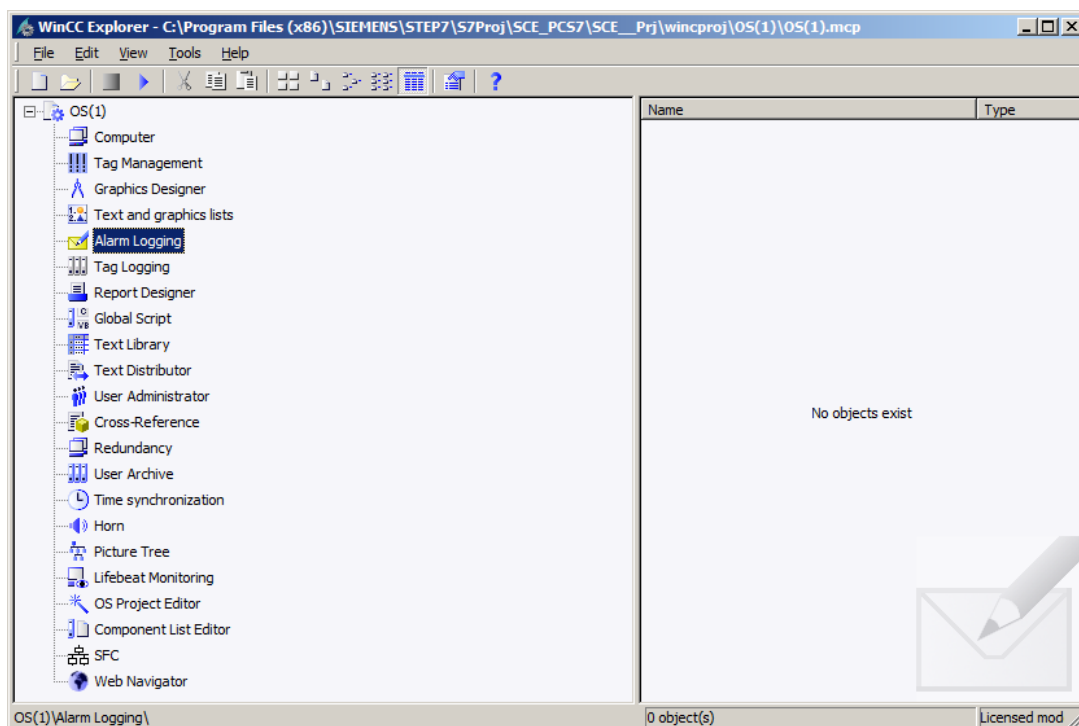 WinCC Explorer - C:\Program Files (x86)\SIEMENS\STEP7\S7Proj\SCE_PCS7\SCE__Prj\wincproj\OS(1)\OS(1).mcp
File Edit View Tools Help
OS(1)
Computer
Tag Management
Graphics Designer
Text and graphics lists
Alarm Logging
Tag Logging
Report Designer
Global Script
Text Library
Text Distributor
User Administrator
Cross-Reference
Redundancy
User Archive
Time synchronization
Horn
Picture Tree
Lifebeat Monitoring
OS Project Editor
Component List Editor
SFC
Web Navigator
Name Type
No objects exist
OS(1)\Alarm Logging\ 0 object(s) Licensed mod